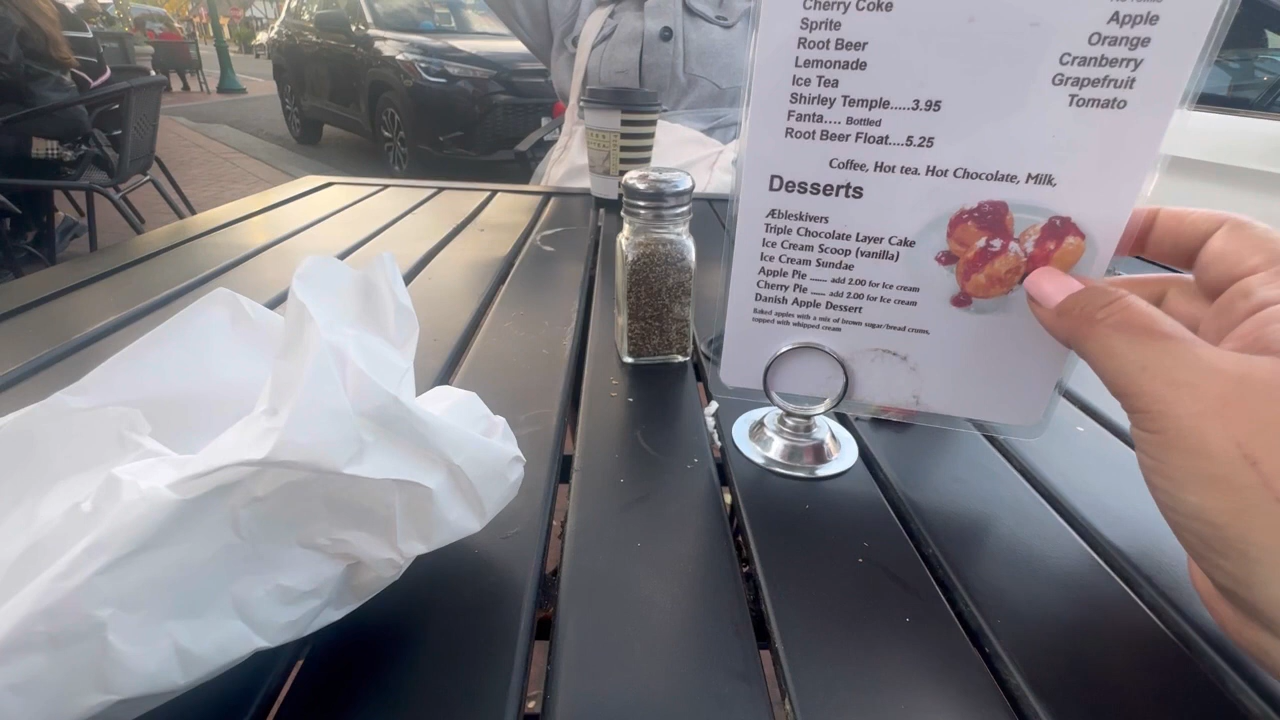 Cherry Coke
Sprite
Root Beer
Lemonade
Ice Tea
Shirley Temple.....3.95
Fanta.... Bottled
Root Beer Float....5.25
Apple
Orange
Cranberry
Grapefruit
Tomato
Coffee, Hot tea. Hot Chocolate, Milk,
Desserts
Æbleskivers
Triple Chocolate Layer Cake
Ice Cream Scoop (vanilla)
Ice Cream Sundae
Apple Pie ____ add 2.00 for Ice cream
Cherry Pie ____ add 2.00 for Ice cream
Danish Apple Dessert
Baked apples with a mix of brown sugar/bread croms,
topped with whipped cream